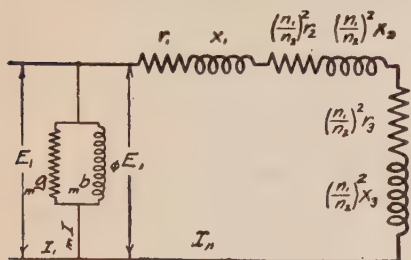 r₁ x₁ (n₁/n₂)² r₂ (n₁/n₂)² x₂
(n₁/n₂)² r₃
E₁ g m b m φ E₁
(n₁/n₂)² x₃
I₁ I m Iₙ